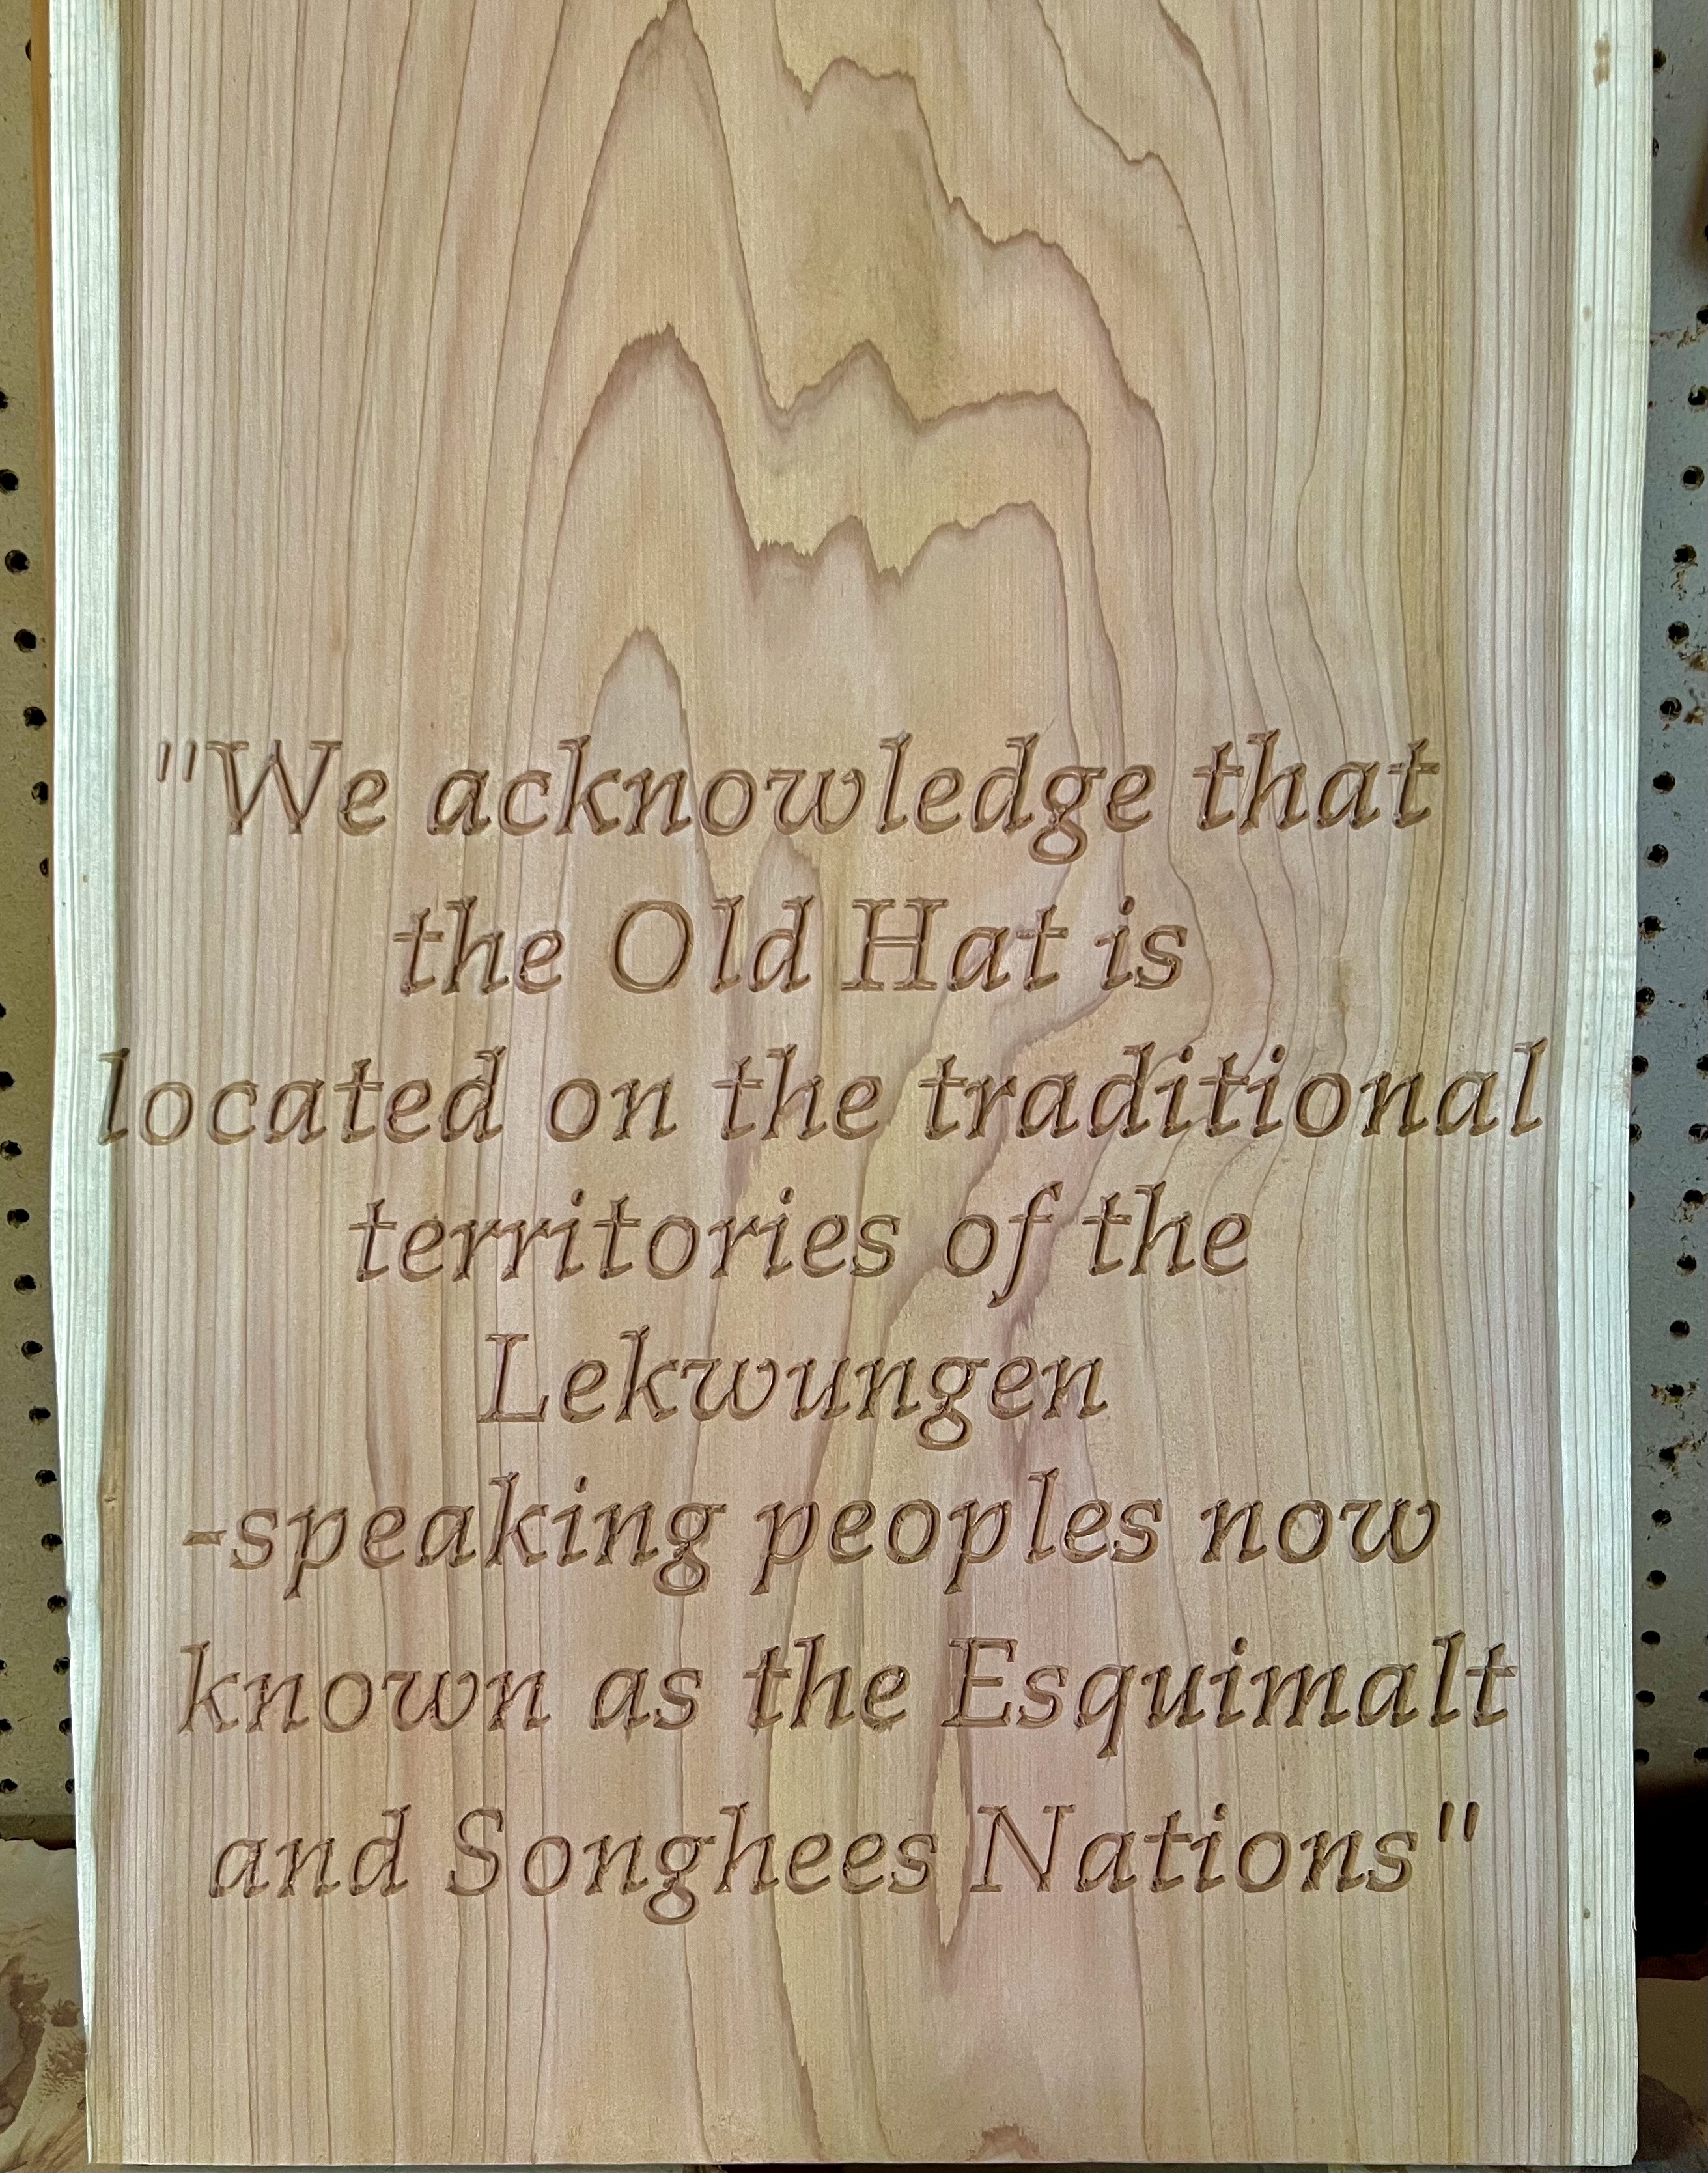 "We acknowledge that
the Old Hat is
located on the traditional
territories of the
Lekwungen
-speaking peoples now
known as the Esquimalt
and Songhees Nations"